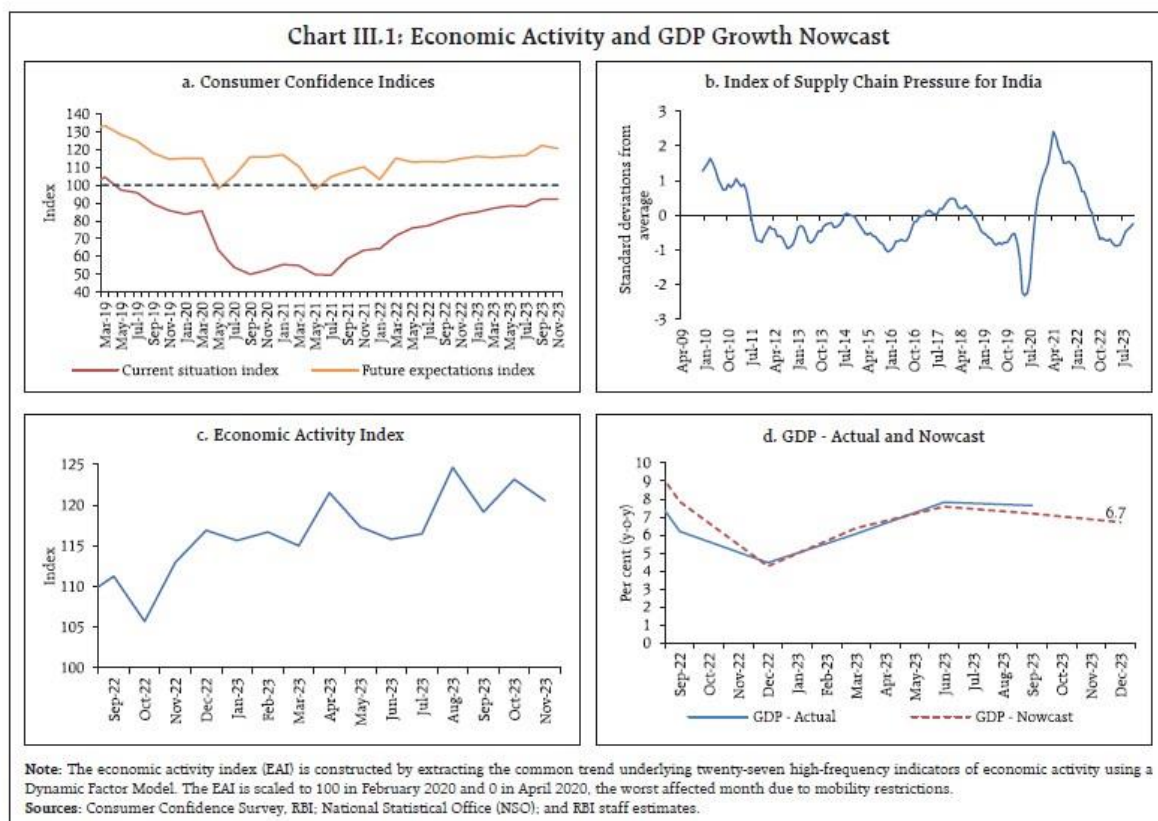 Chart III.1: Economic Activity and GDP Growth Nowcast
a. Consumer Confidence Indices
140
130
120
110
100
90
80
70
60
50
40
Index
Mar-19
May-19
Jul-19
Sep-19
Nov-19
Jan-20
Mar-20
May-20
Jul-20
Sep-20
Nov-20
Jan-21
Mar-21
May-21
Jul-21
Sep-21
Nov-21
Jan-22
Mar-22
May-22
Jul-22
Sep-22
Nov-22
Jan-23
Mar-23
May-23
Jul-23
Sep-23
Nov-23
Current situation index
Future expectations index
b. Index of Supply Chain Pressure for India
3
2
1
0
-1
-2
-3
Standard deviations from
average
Apr-09
Jan-10
Oct-10
Jul-11
Apr-12
Jan-13
Oct-13
Jul-14
Apr-15
Jan-16
Oct-16
Jul-17
Apr-18
Jan-19
Oct-19
Jul-20
Apr-21
Jan-22
Oct-22
Jul-23
c. Economic Activity Index
125
120
115
110
105
100
Index
Sep-22
Oct-22
Nov-22
Dec-22
Jan-23
Feb-23
Mar-23
Apr-23
May-23
Jun-23
Jul-23
Aug-23
Sep-23
Oct-23
Nov-23
d. GDP - Actual and Nowcast
10
9
8
7
6
5
4
3
2
1
0
Per cent (y-o-y)
6.7
Sep-22
Oct-22
Nov-22
Dec-22
Jan-23
Feb-23
Mar-23
Apr-23
May-23
Jun-23
Jul-23
Aug-23
Sep-23
Oct-23
Nov-23
Dec-23
GDP - Actual
GDP - Nowcast
Note: The economic activity index (EAI) is constructed by extracting the common trend underlying twenty-seven high-frequency indicators of economic activity using a
Dynamic Factor Model. The EAI is scaled to 100 in February 2020 and 0 in April 2020, the worst affected month due to mobility restrictions.
Sources: Consumer Confidence Survey, RBI; National Statistical Office (NSO); and RBI staff estimates.